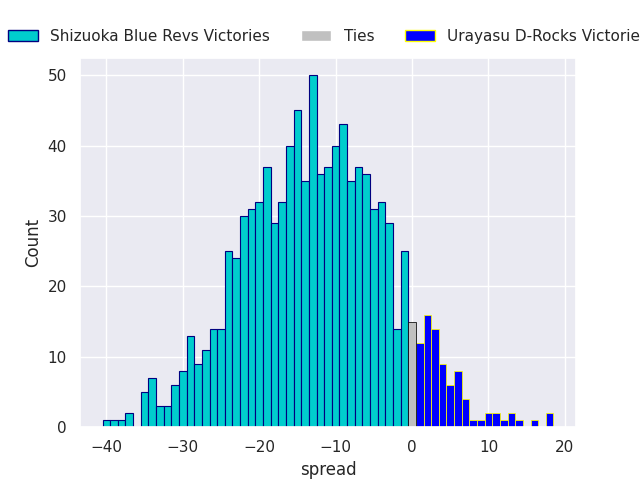 Shizuoka Blue Revs Victories Ties Urayasu D-Rocks Victorie
50
40
30
20
10
0
Count
−40 −30 −20 −10 0 10 20
spread